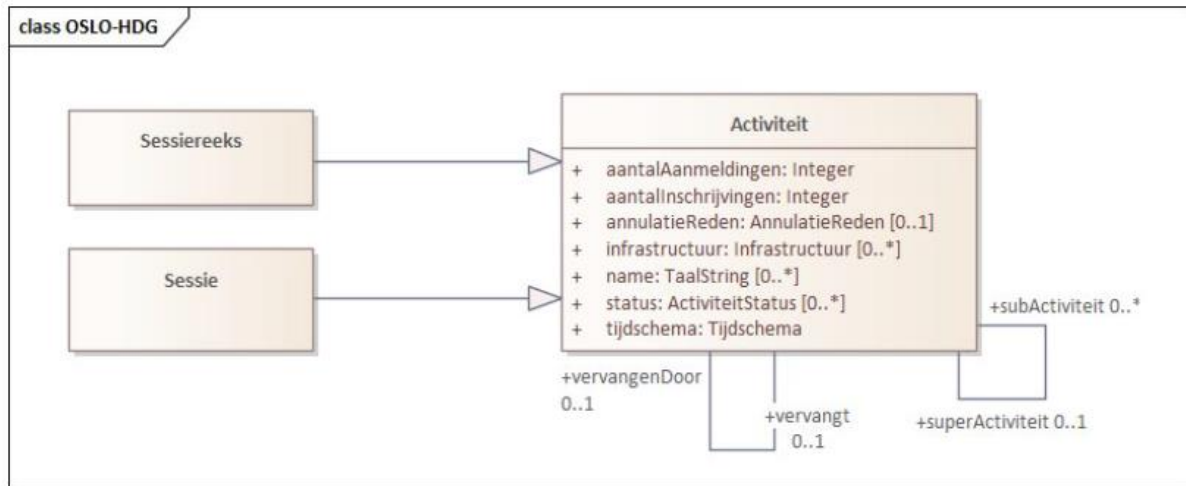 class OSLO-HDG
Sessiereeks
Sessie
Activiteit
+ aantalAanmeldingen: Integer
+ aantalInschrijvingen: Integer
+ annulatieReden: AnnulatieReden [0..1]
+ infrastructuur: Infrastructuur [0..*]
+ name: TaalString [0..*]
+ status: ActiviteitStatus [0..*]
+ tijdschema: Tijdschema
+subActiviteit 0..*
+superActiviteit 0..1
+vervangenDoor
0..1
+vervangt
0..1